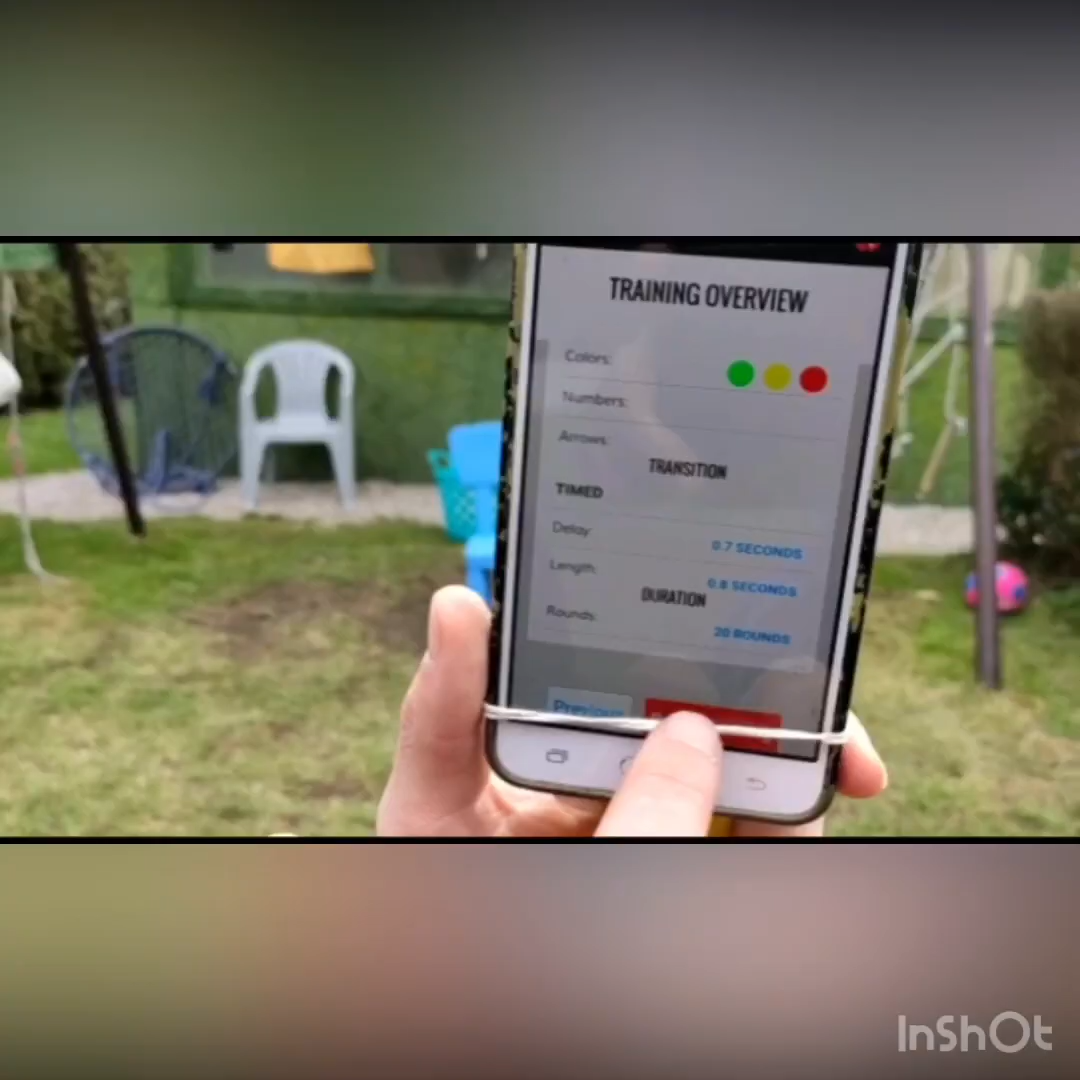 TRAINING OVERVIEW
Colors:
Numbers:
Arrows:
TRANSITION
TIMED
Delay:
0.7 SECONDS
Length:
0.8 SECONDS
DURATION
Rounds:
20 ROUNDS
Previous
InShOt